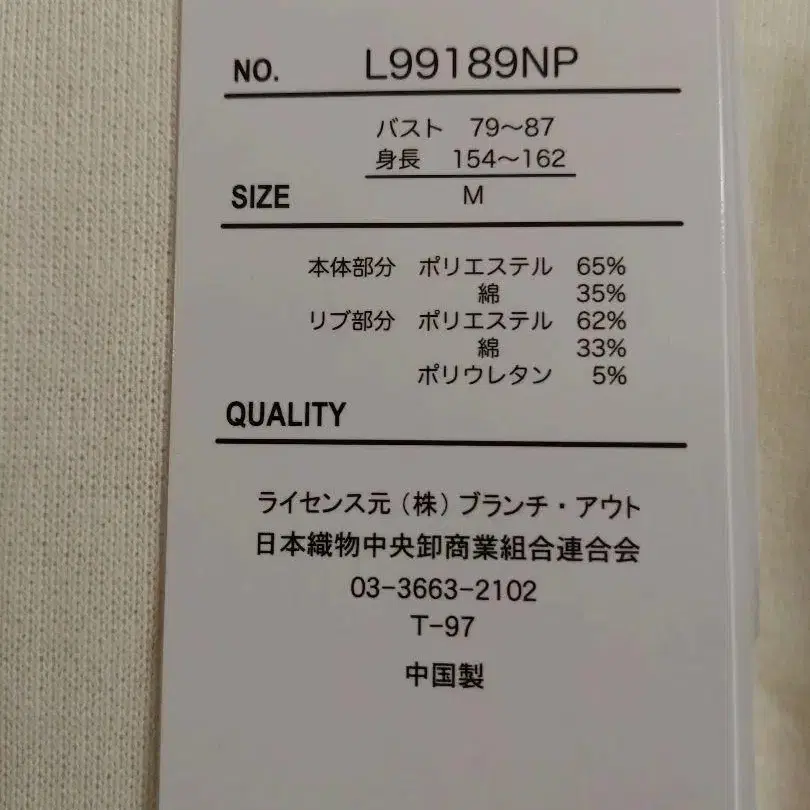 NO. L99189NP
バスト 79〜87
身長 154〜162
SIZE M
本体部分 ポリエステル 65%
綿 35%
リブ部分 ポリエステル 62%
綿 33%
ポリウレタン 5%
QUALITY
ライセンス元(株)ブランチ・アウト
日本織物中央卸商業組合連合会
03-3663-2102
T-97
中国製